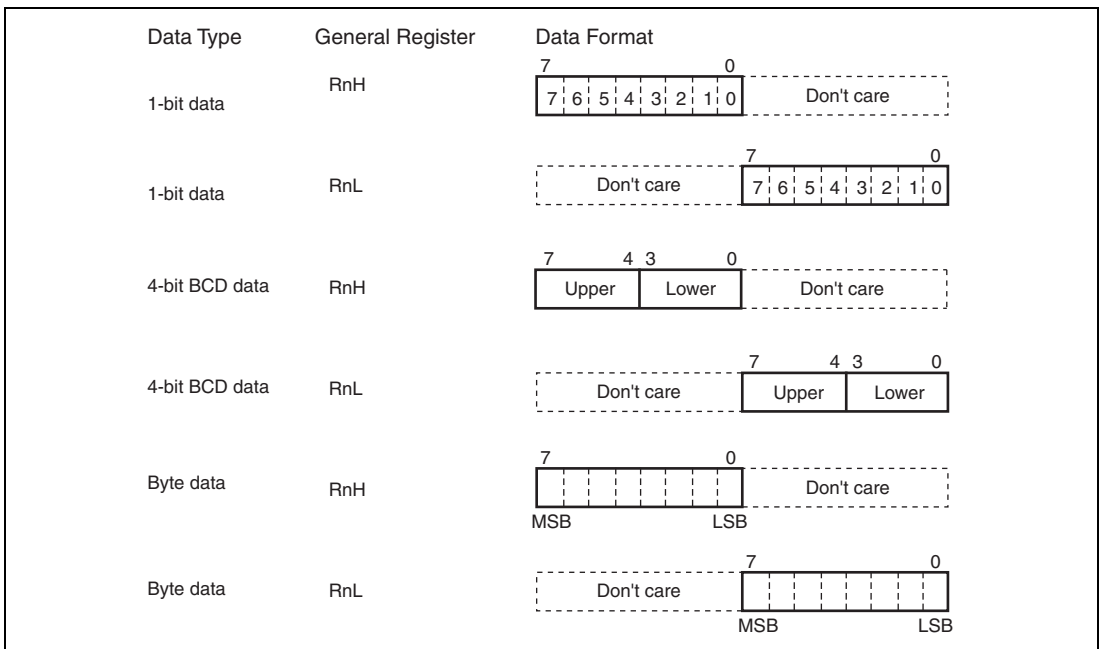 Data Type General Register Data Format
7 0
1-bit data RnH 7 6 5 4 3 2 1 0 Don't care
7 0
1-bit data RnL Don't care 7 6 5 4 3 2 1 0
7 4 3 0
4-bit BCD data RnH Upper Lower Don't care
7 4 3 0
4-bit BCD data RnL Don't care Upper Lower
7 0
Byte data RnH Don't care
MSB LSB
7 0
Byte data RnL Don't care
MSB LSB